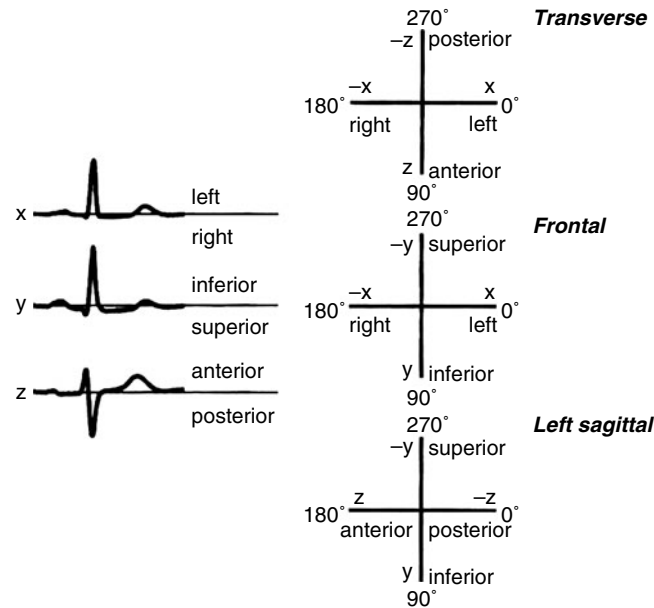 x
left
right
y
inferior
superior
z
anterior
posterior
Transverse
270°
–z posterior
–x x
180° 0°
right left
z anterior
90°
Frontal
270°
–y superior
–x x
180° 0°
right left
y inferior
90°
Left sagittal
270°
–y superior
z –z
180° 0°
anterior posterior
y inferior
90°